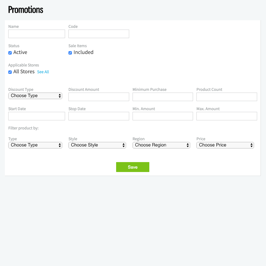 Promotions
Name Code
Status Sale Items
Active Included
Applicable Stores
All Stores See All
Discount Type Discount Amount Minimum Purchase Product Count
Choose Type
Start Date Stop Date Min. Amount Max. Amount
Filter product by:
Type Style Region Price
Choose Type Choose Style Choose Region Choose Price
Save